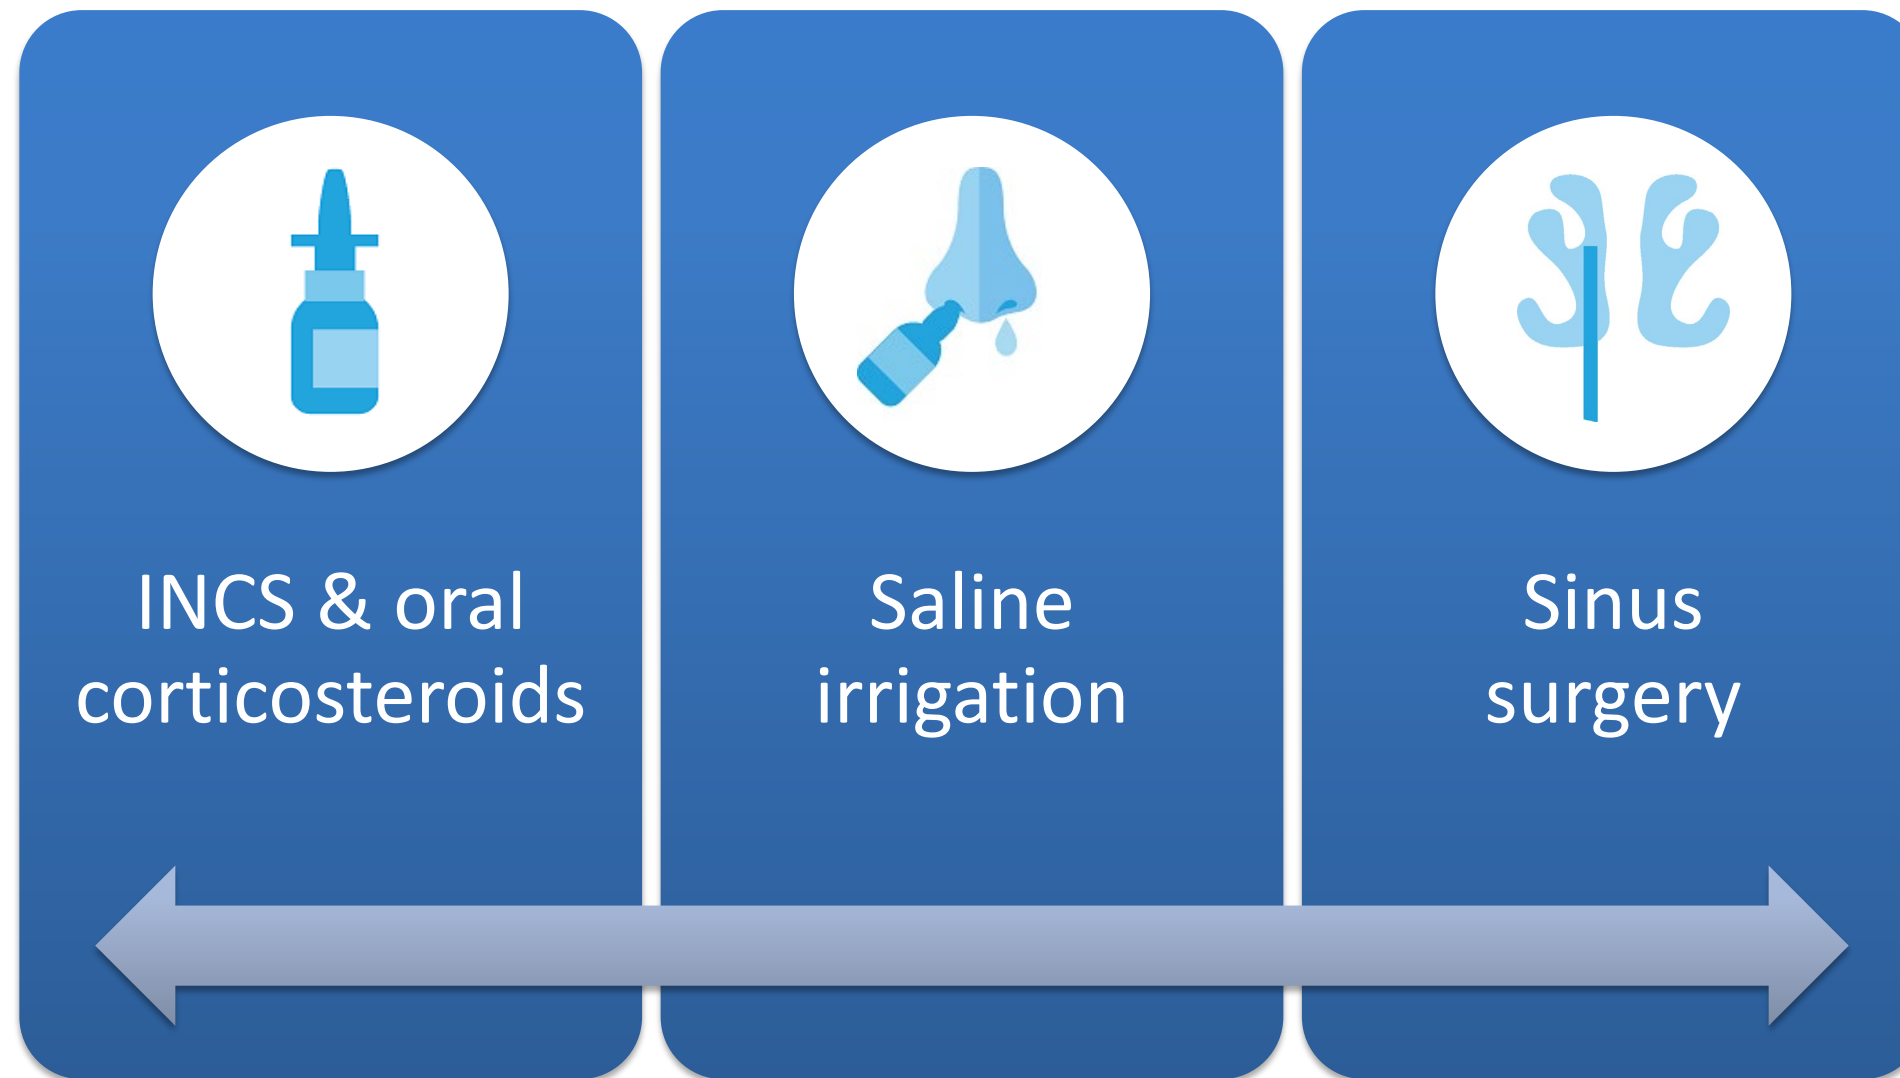 INCS & oral
corticosteroids
Saline
irrigation
Sinus
surgery